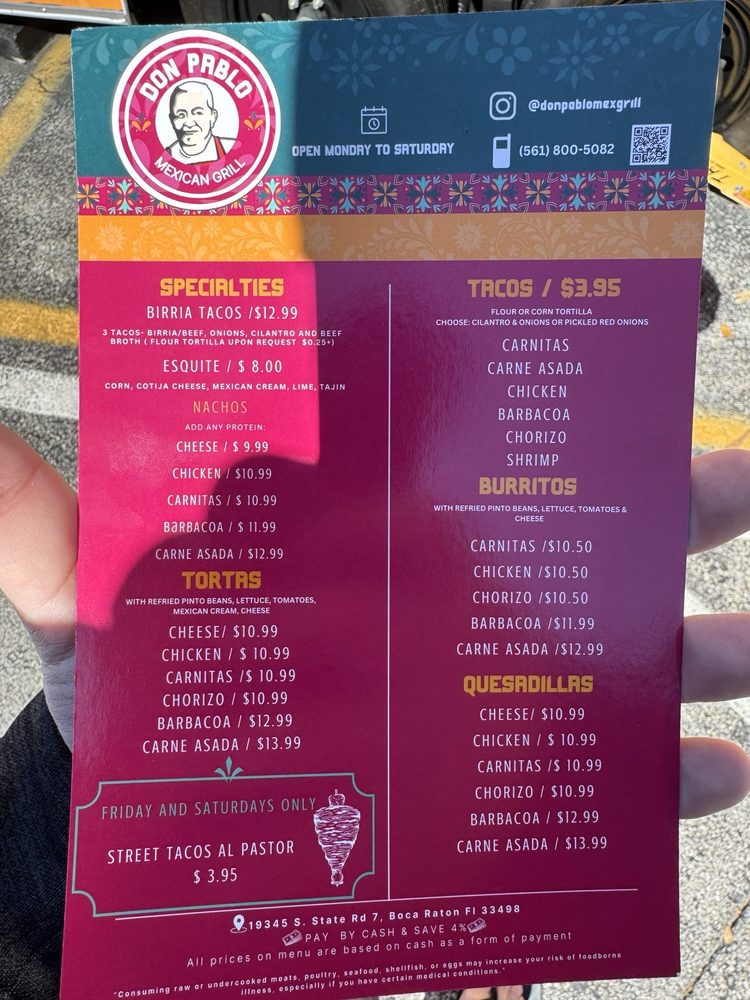 DON PABLO
MEXICAN GRILL
OPEN MONDAY TO SATURDAY
@donpablomexgrill
(561) 800-5082
SPECIALTIES
BIRRIA TACOS /$12.99
3 TACOS- BIRRIA/BEEF, ONIONS, CILANTRO AND BEEF
BROTH ( FLOUR TORTILLA UPON REQUEST $0.25+)
ESQUITE / $ 8.00
CORN, COTIJA CHEESE, MEXICAN CREAM, LIME, TAJIN
NACHOS
ADD ANY PROTEIN:
CHEESE / $ 9.99
CHICKEN / $10.99
CARNITAS / $ 10.99
BARBACOA / $ 11.99
CARNE ASADA / $12.99
TORTAS
WITH REFRIED PINTO BEANS, LETTUCE, TOMATOES,
MEXICAN CREAM, CHEESE
CHEESE/ $10.99
CHICKEN / $ 10.99
CARNITAS /$ 10.99
CHORIZO / $10.99
BARBACOA / $12.99
CARNE ASADA / $13.99
FRIDAY AND SATURDAYS ONLY
STREET TACOS AL PASTOR
$ 3.95
TACOS / $3.95
FLOUR OR CORN TORTILLA
CHOOSE: CILANTRO & ONIONS OR PICKLED RED ONIONS
CARNITAS
CARNE ASADA
CHICKEN
BARBACOA
CHORIZO
SHRIMP
BURRITOS
WITH REFRIED PINTO BEANS, LETTUCE, TOMATOES &
CHEESE
CARNITAS /$10.50
CHICKEN /$10.50
CHORIZO /$10.50
BARBACOA /$11.99
CARNE ASADA /$12.99
QUESADILLAS
CHEESE/ $10.99
CHICKEN / $ 10.99
CARNITAS /$ 10.99
CHORIZO / $10.99
BARBACOA / $12.99
CARNE ASADA / $13.99
19345 S. State Rd 7, Boca Raton Fl 33498
PAY BY CASH & SAVE 4%
All prices on menu are based on cash as a form of payment
"Consuming raw or undercooked meats, poultry, seafood, shellfish, or eggs may increase your risk of foodborne
illness, especially if you have certain medical conditions."